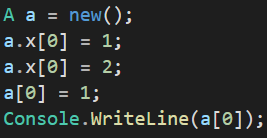 A a = new();
a.x[0] = 1;
a.x[0] = 2;
a[0] = 1;
Console.WriteLine(a[0]);